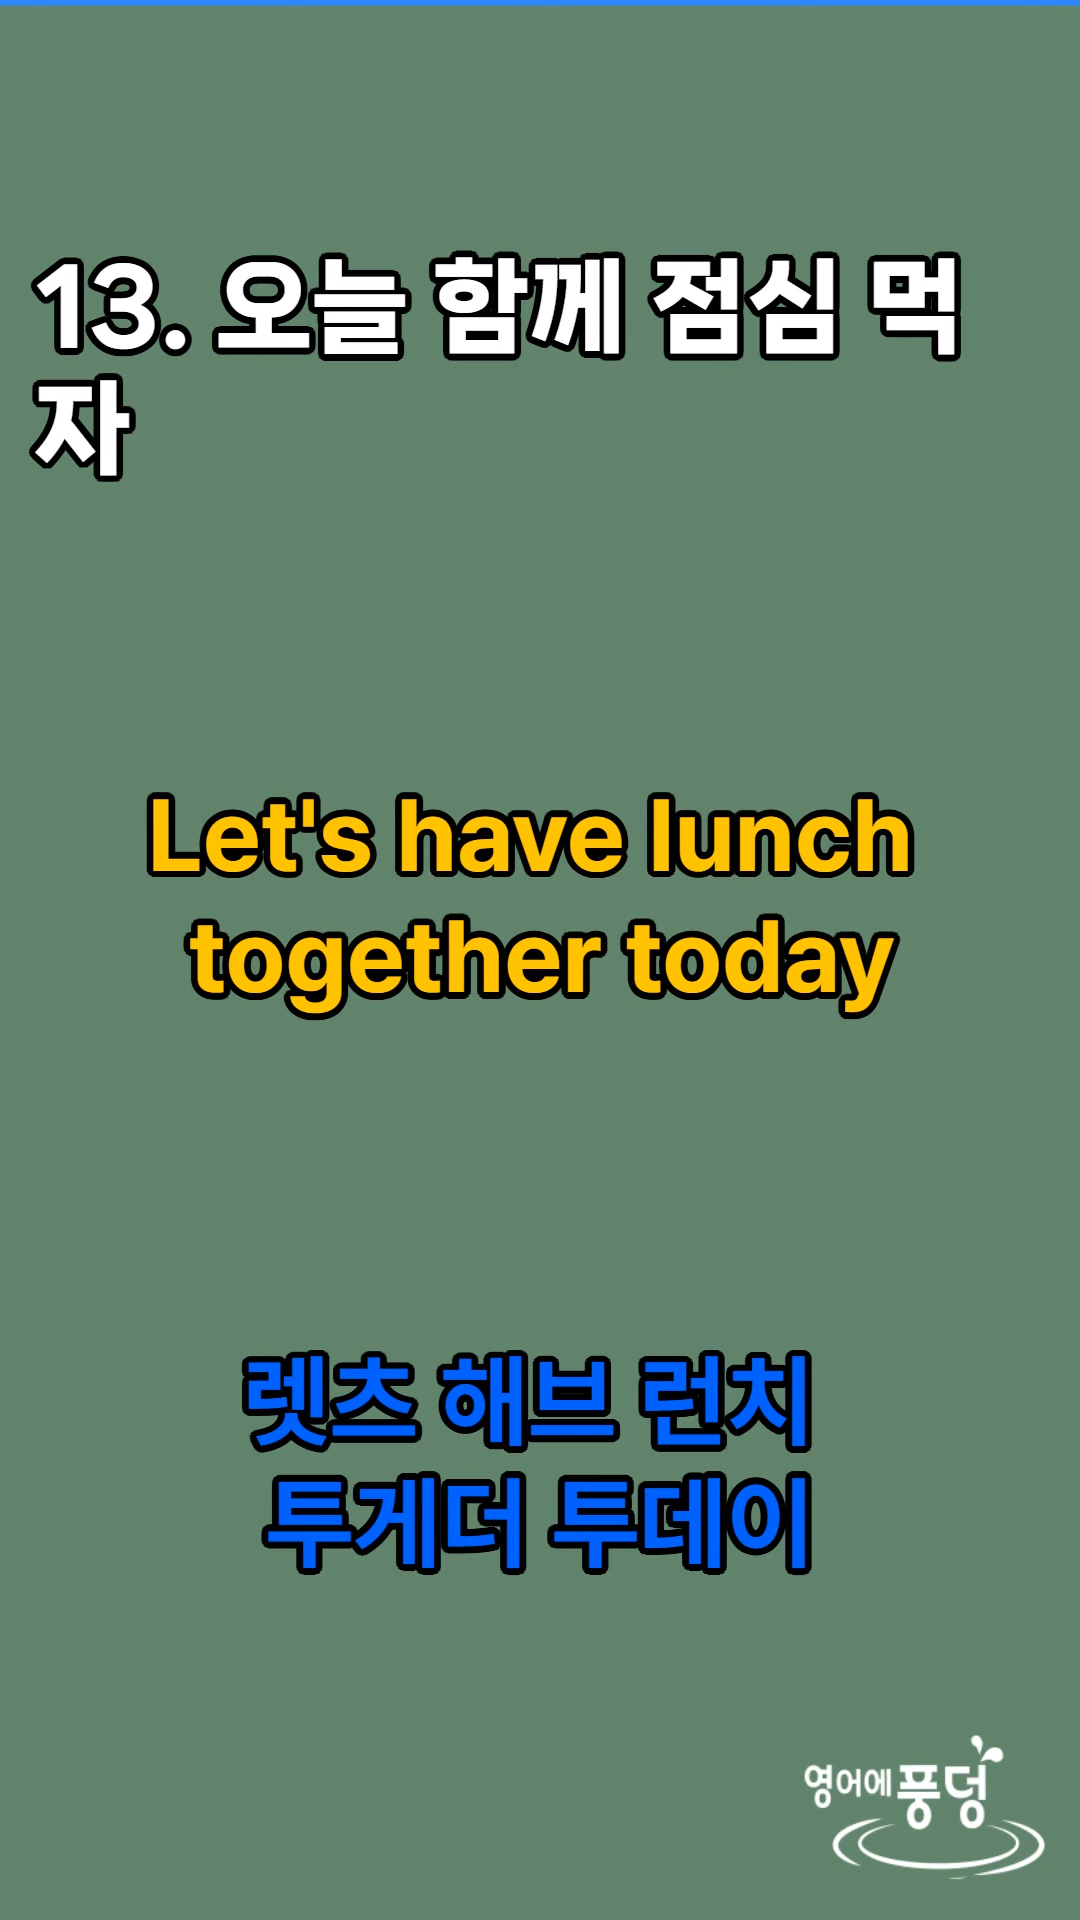 13. 오늘 함께 점심 먹
자
Let's have lunch
together today
렛츠 해브 런치
투게더 투데이
영어에풍덩